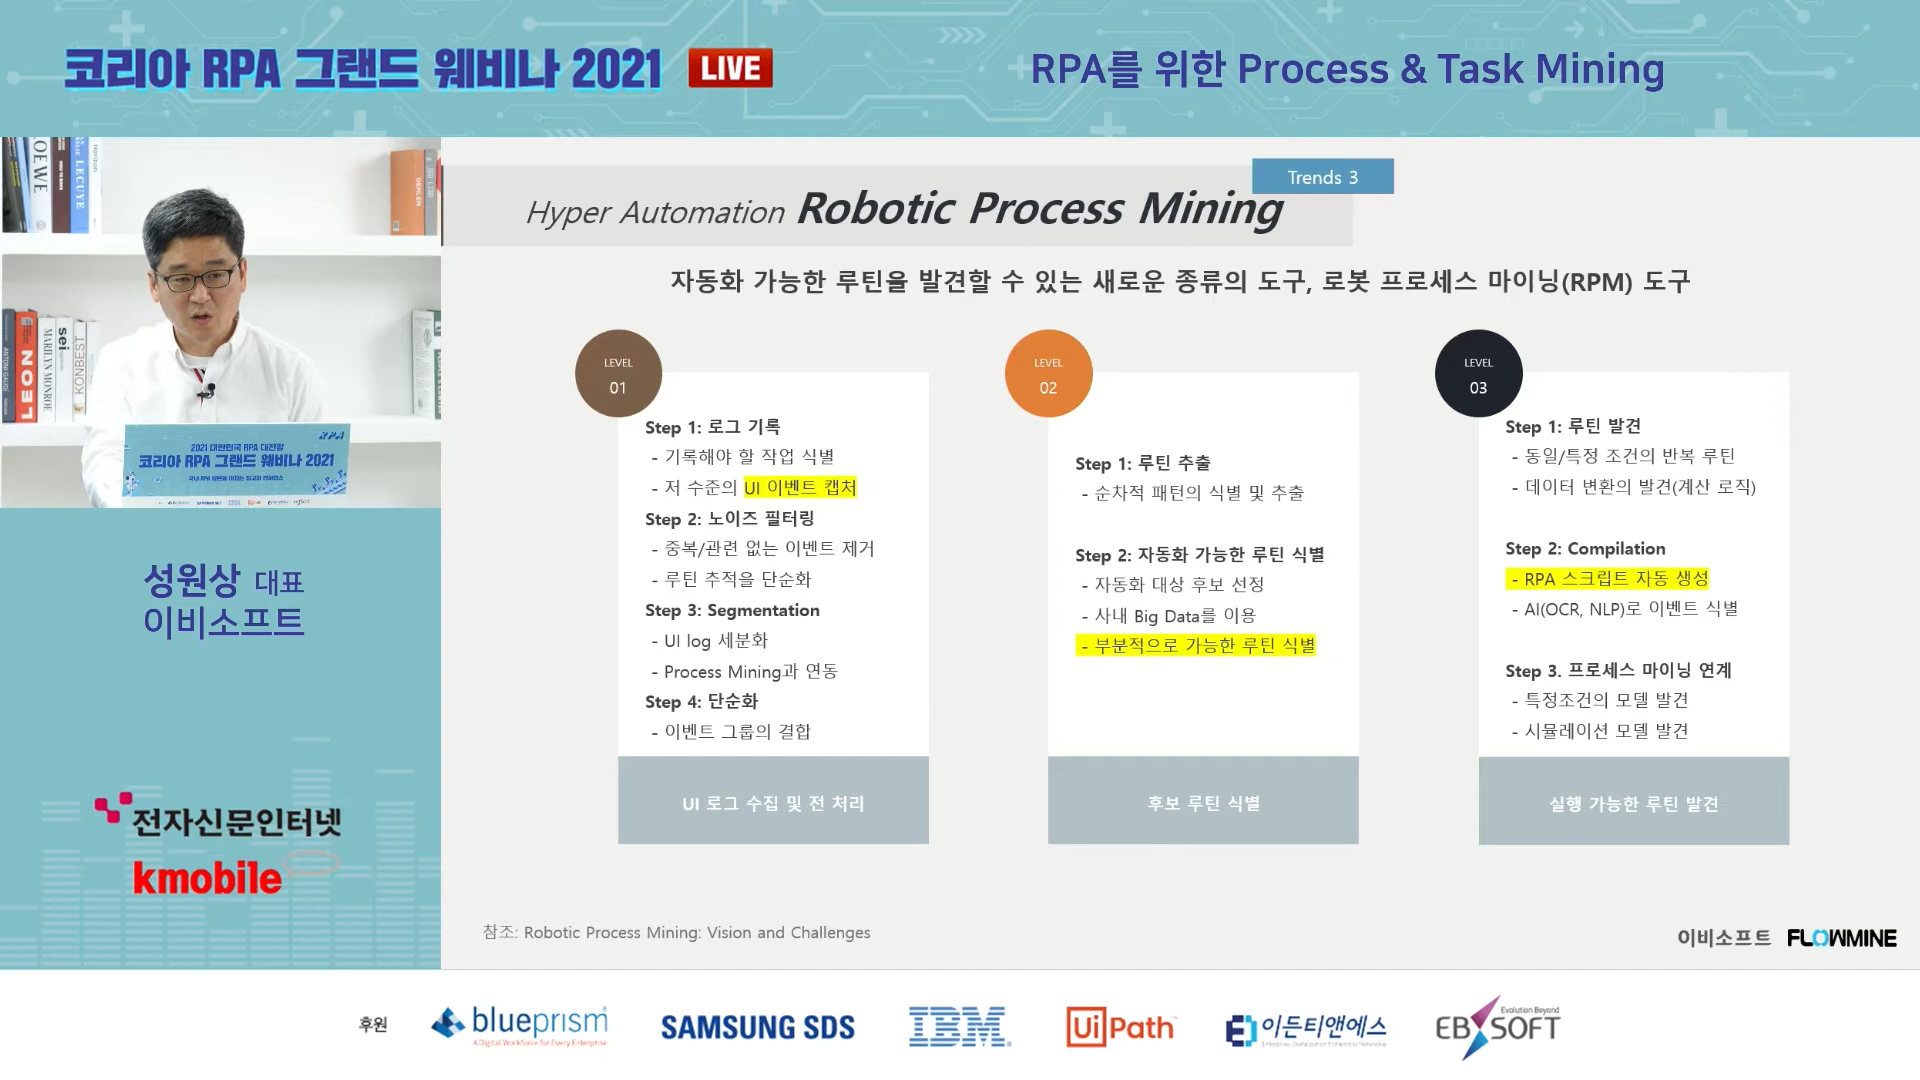 코리아 RPA 그랜드 웨비나 2021 LIVE
RPA를 위한 Process & Task Mining
LOEWE
LECUYE
Horizon
NOEL
MARILYN MONROE
sei
KONBEST
2021 대한민국 RPA 대전망
코리아 RPA 그랜드 웨비나 2021
성원상 대표
이비소프트
전자신문인터넷
kmobile
Trends 3
Hyper Automation Robotic Process Mining
자동화 가능한 루틴을 발견할 수 있는 새로운 종류의 도구, 로봇 프로세스 마이닝(RPM) 도구
LEVEL
01
Step 1: 로그 기록
- 기록해야 할 작업 식별
- 저 수준의 UI 이벤트 캡처
Step 2: 노이즈 필터링
- 중복/관련 없는 이벤트 제거
- 루틴 추적을 단순화
Step 3: Segmentation
- UI log 세분화
- Process Mining과 연동
Step 4: 단순화
- 이벤트 그룹의 결합
UI 로그 수집 및 전 처리
LEVEL
02
Step 1: 루틴 추출
- 순차적 패턴의 식별 및 추출
Step 2: 자동화 가능한 루틴 식별
- 자동화 대상 후보 선정
- 사내 Big Data를 이용
- 부분적으로 가능한 루틴 식별
후보 루틴 식별
LEVEL
03
Step 1: 루틴 발견
- 동일/특정 조건의 반복 루틴
- 데이터 변환의 발견(계산 로직)
Step 2: Compilation
- RPA 스크립트 자동 생성
- AI(OCR, NLP)로 이벤트 식별
Step 3. 프로세스 마이닝 연계
- 특정조건의 모델 발견
- 시뮬레이션 모델 발견
실행 가능한 루틴 발견
참조: Robotic Process Mining: Vision and Challenges
이비소프트 FLOWMINE
후원
blueprism
A Digital Workforce for Every Enterprise
SAMSUNG SDS
IBM
UiPath
이든티앤에스
Evolution Beyond
EBSOFT